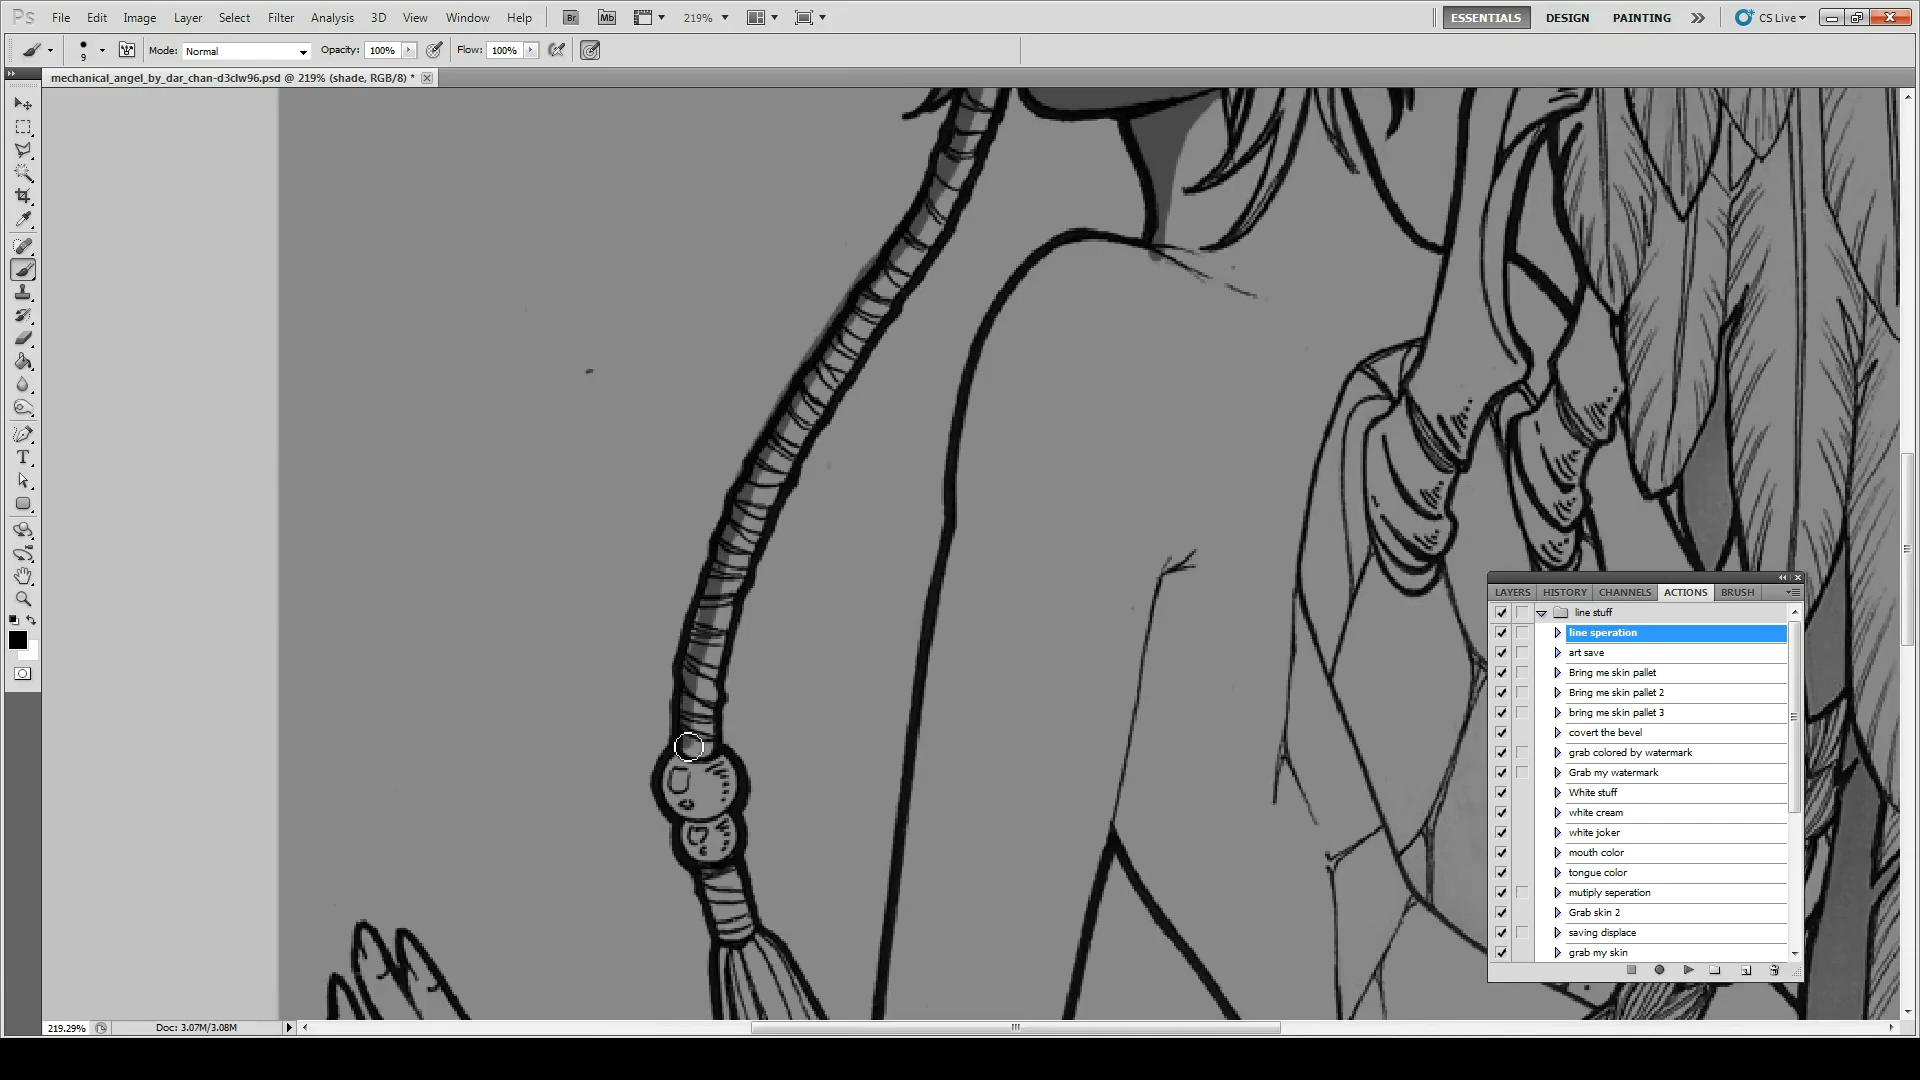 Ps File Edit Image Layer Select Filter Analysis 3D View Window Help Br Mb 219% ESSENTIALS DESIGN PAINTING CS Live
9 Mode: Normal Opacity: 100% Flow: 100%
mechanical_angel_by_dar_chan-d3clw96.psd @ 219% (shade, RGB/8) *
T
LAYERS HISTORY CHANNELS ACTIONS BRUSH
line stuff
line speration
art save
Bring me skin pallet
Bring me skin pallet 2
bring me skin pallet 3
covert the bevel
grab colored by watermark
Grab my watermark
White stuff
white cream
white joker
mouth color
tongue color
mutiply seperation
Grab skin 2
saving displace
grab my skin
219.29% Doc: 3.07M/3.08M